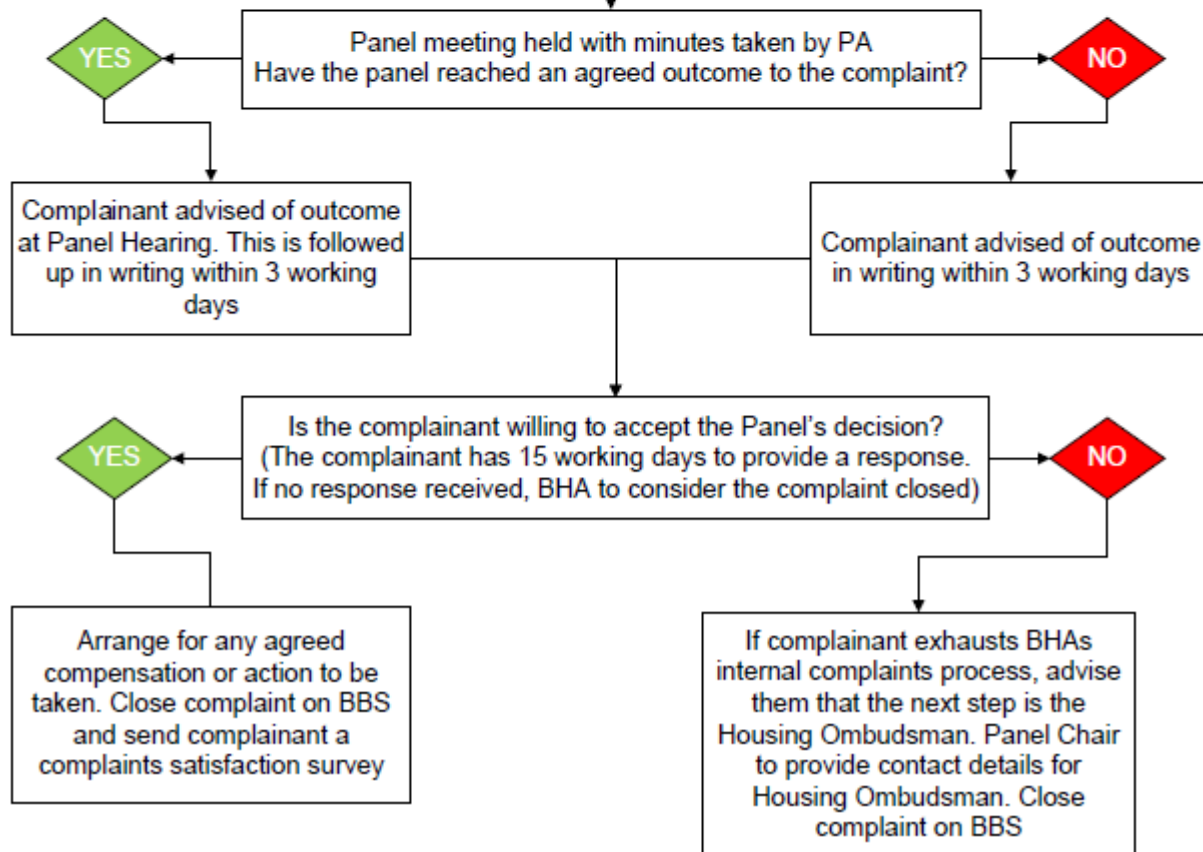 Panel meeting held with minutes taken by PA
Have the panel reached an agreed outcome to the complaint?
YES
NO
Complainant advised of outcome
at Panel Hearing. This is followed
up in writing within 3 working
days
Complainant advised of outcome
in writing within 3 working days
Is the complainant willing to accept the Panel's decision?
(The complainant has 15 working days to provide a response.
If no response received, BHA to consider the complaint closed)
YES
NO
Arrange for any agreed
compensation or action to be
taken. Close complaint on BBS
and send complainant a
complaints satisfaction survey
If complainant exhausts BHAs
internal complaints process, advise
them that the next step is the
Housing Ombudsman. Panel Chair
to provide contact details for
Housing Ombudsman. Close
complaint on BBS